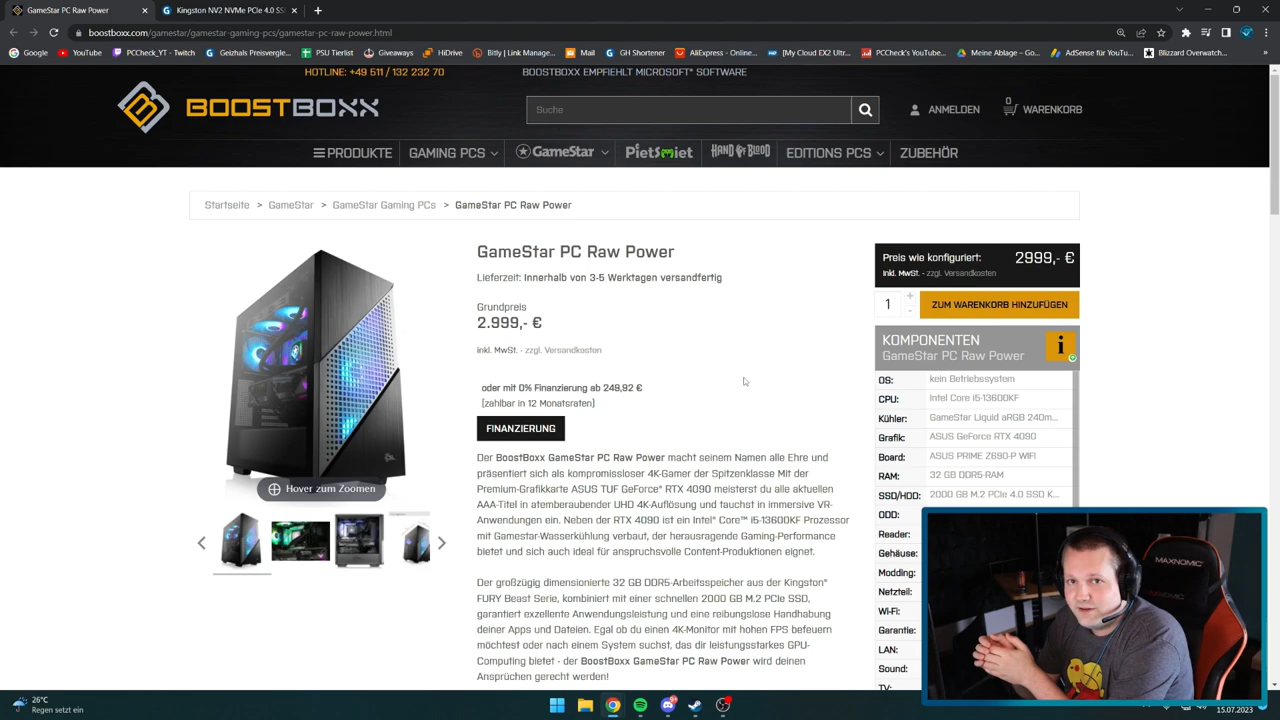 GameStar PC Raw Power
Kingston NV2 NVMe PCIe 4.0 SS
boostboxx.com/gamestar/gamestar-gaming-pcs/gamestar-pc-raw-power.html
Google
YouTube
PCCheck_YT - Twitch
Geizhals Preisvergle...
PSU Tierlist
Giveaways
HiDrive
Bitly | Link Manage...
Mail
GH Shortener
AliExpress - Online...
[My Cloud EX2 Ultr...
PCCheck's YouTube...
Meine Ablage – Go...
AdSense für YouTu...
Blizzard Overwatch...
HOTLINE: +49 511 / 132 232 70
BOOSTBOXX EMPFIEHLT MICROSOFT® SOFTWARE
BOOSTBOXX
Suche
ANMELDEN
0
WARENKORB
PRODUKTE
GAMING PCS
GameStar
PietSmiet
HAND OF BLOOD
EDITIONS PCS
ZUBEHÖR
Startseite > GameStar > GameStar Gaming PCs > GameStar PC Raw Power
GameStar PC Raw Power
Lieferzeit: Innerhalb von 3-5 Werktagen versandfertig
Grundpreis
2.999,- €
inkl. MwSt. - zzgl. Versandkosten
oder mit 0% Finanzierung ab 249,92 €
(zahlbar in 12 Monatsraten)
FINANZIERUNG
Der BoostBoxx GameStar PC Raw Power macht seinem Namen alle Ehre und
präsentiert sich als kompromissloser 4K-Gamer der Spitzenklasse Mit der
Premium-Grafikkarte ASUS TUF GeForce® RTX 4090 meisterst du alle aktuellen
AAA-Titel in atemberaubender UHD 4K-Auflösung und tauchst in immersive VR-
Anwendungen ein. Neben der RTX 4090 ist ein Intel® Core™ i5-13600KF Prozessor
mit Gamestar-Wasserkühlung verbaut, der herausragende Gaming-Performance
bietet und sich auch ideal für anspruchsvolle Content-Produktionen eignet.
Der großzügig dimensionierte 32 GB DDR5-Arbeitsspeicher aus der Kingston®
FURY Beast Serie, kombiniert mit einer schnellen 2000 GB M.2 PCIe SSD,
garantiert exzellente Anwendungsleistung und eine reibungslose Handhabung
deiner Apps und Dateien. Egal ob du einen 4K-Monitor mit hohen FPS befeuern
möchtest oder nach einem System suchst, das dir leistungsstarkes GPU-
Computing bietet - der BoostBoxx GameStar PC Raw Power wird deinen
Ansprüchen gerecht werden!
Hover zum Zoomen
Preis wie konfiguriert: 2999,- €
Inkl. MwSt. - zzgl. Versandkosten
1
+
-
ZUM WARENKORB HINZUFÜGEN
KOMPONENTEN
GameStar PC Raw Power
i
OS: kein Betriebssystem
CPU: Intel Core i5-13600KF
Kühler: GameStar Liquid aRGB 240m...
Grafik: ASUS GeForce RTX 4090
Board: ASUS PRIME Z690-P WIFI
RAM: 32 GB DDR5-RAM
SSD/HDD: 2000 GB M.2 PCIe 4.0 SSD K...
ODD:
Reader:
Gehäuse:
Modding:
Netzteil:
Wi-Fi:
Garantie:
LAN:
Sound:
TV:
MAXNOMIC
26°C
Regen setzt ein
15.07.2023